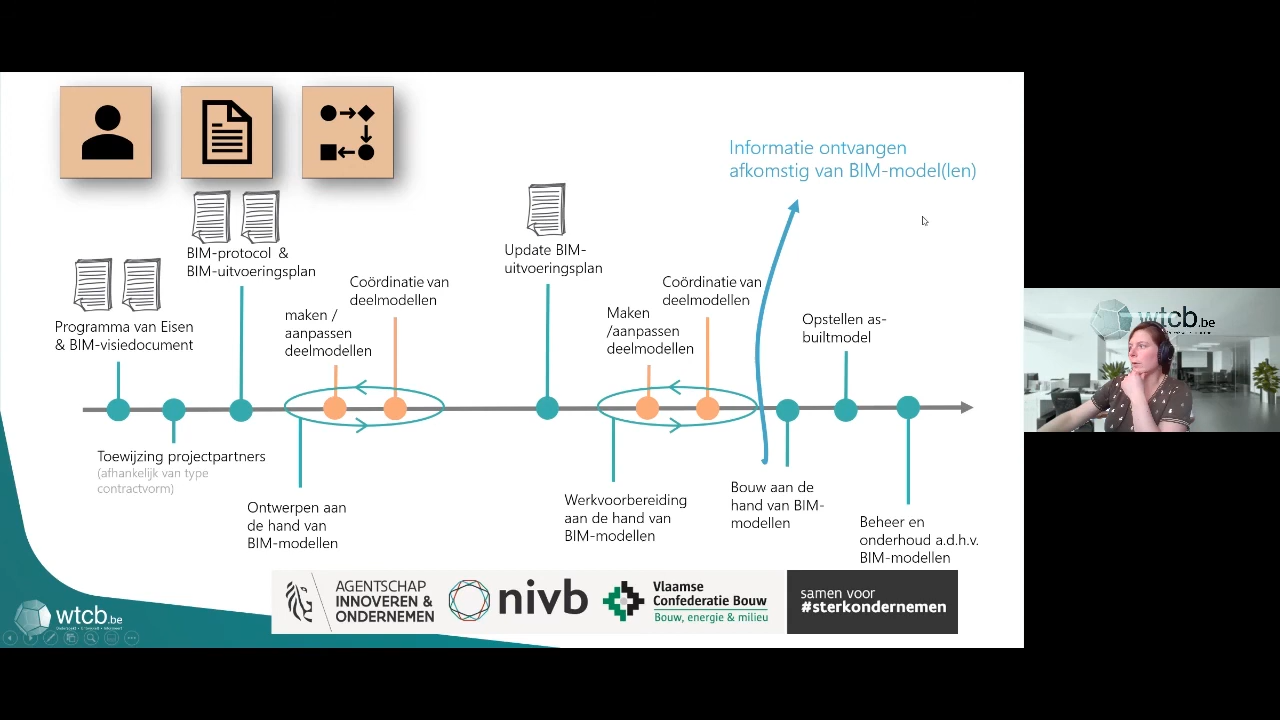 Informatie ontvangen
afkomstig van BIM-model(len)
BIM-protocol &
BIM-uitvoeringsplan
Update BIM-
uitvoeringsplan
Programma van Eisen
& BIM-visiedocument
maken /
aanpassen
deelmodellen
Coördinatie van
deelmodellen
Maken
/aanpassen
deelmodellen
Coördinatie van
deelmodellen
Opstellen as-
builtmodel
Toewijzing projectpartners
(afhankelijk van type
contractvorm)
Ontwerpen aan
de hand van
BIM-modellen
Werkvoorbereiding
aan de hand van
BIM-modellen
Bouw aan de
hand van BIM-
modellen
Beheer en
onderhoud a.d.h.v.
BIM-modellen
AGENTSCHAP
INNOVEREN &
ONDERNEMEN
nivb
Vlaamse
Confederatie Bouw
Bouw, energie & milieu
samen voor
#sterkondernemen
wtcb.be
wtcb.be